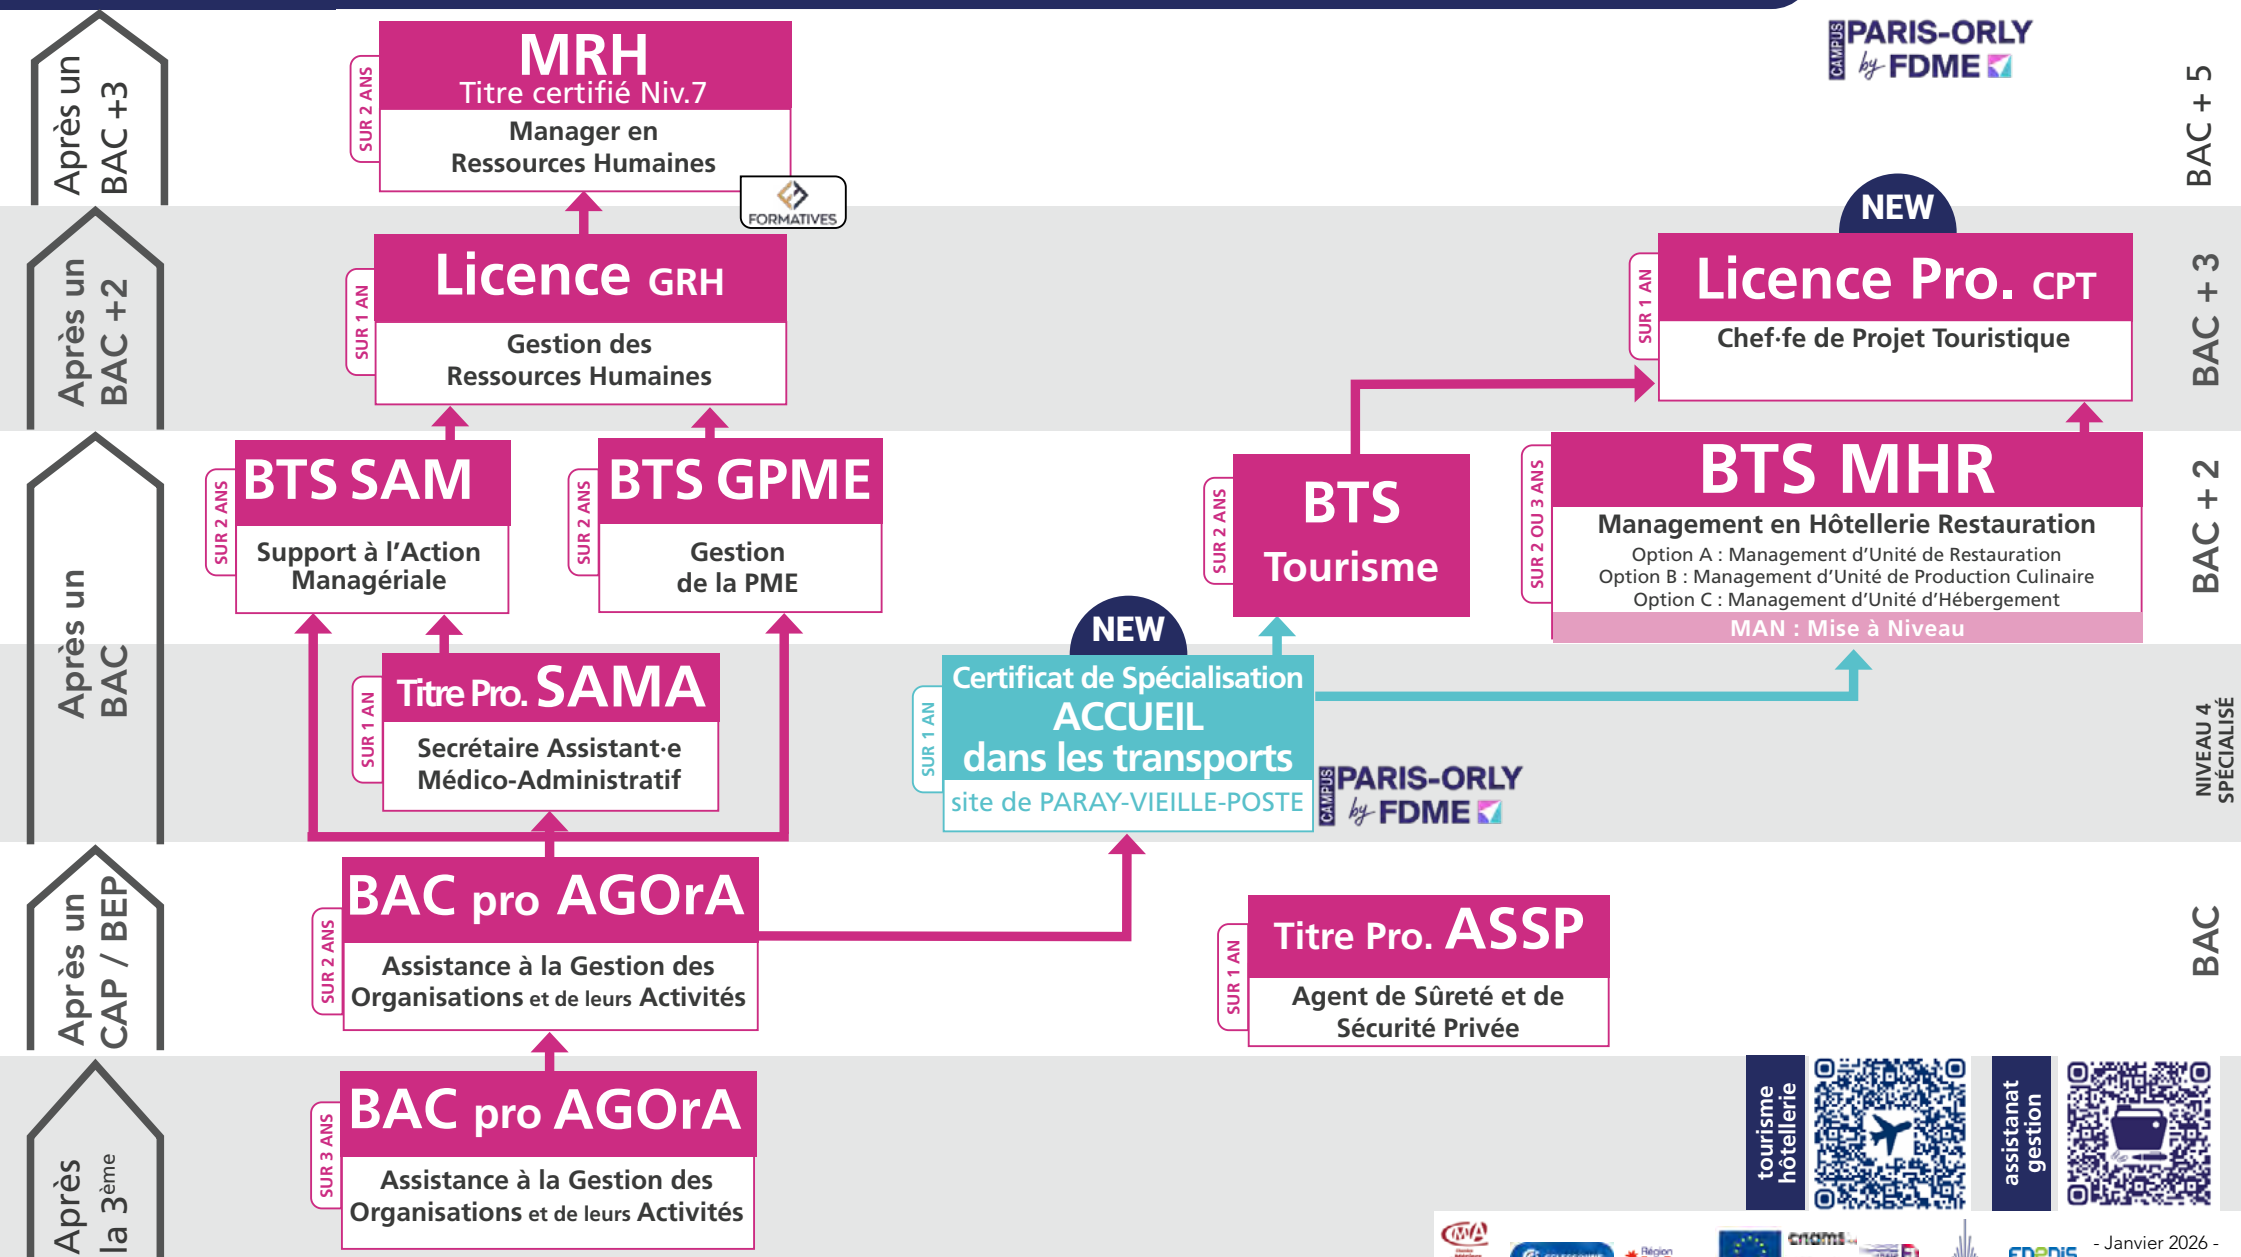 Après un
BAC +3
SUR 2 ANS
MRH
Titre certifié Niv.7
Manager en
Ressources Humaines
FORMATIVES
CAMPUS
PARIS-ORLY
by FDME
BAC + 5
Après un
BAC +2
SUR 1 AN
Licence GRH
Gestion des
Ressources Humaines
NEW
SUR 1 AN
Licence Pro. CPT
Chef·fe de Projet Touristique
BAC + 3
Après un
BAC
SUR 2 ANS
BTS SAM
Support à l'Action
Managériale
SUR 2 ANS
BTS GPME
Gestion
de la PME
SUR 2 ANS
BTS
Tourisme
SUR 2 OU 3 ANS
BTS MHR
Management en Hôtellerie Restauration
Option A : Management d'Unité de Restauration
Option B : Management d'Unité de Production Culinaire
Option C : Management d'Unité d'Hébergement
MAN : Mise à Niveau
BAC + 2
SUR 1 AN
Titre Pro. SAMA
Secrétaire Assistant·e
Médico-Administratif
NEW
SUR 1 AN
Certificat de Spécialisation
ACCUEIL
dans les transports
site de PARAY-VIEILLE-POSTE
CAMPUS
PARIS-ORLY
by FDME
NIVEAU 4
SPÉCIALISÉ
Après un
CAP / BEP
SUR 2 ANS
BAC pro AGOrA
Assistance à la Gestion des
Organisations et de leurs Activités
SUR 1 AN
Titre Pro. ASSP
Agent de Sûreté et de
Sécurité Privée
BAC
Après
la 3ème
SUR 3 ANS
BAC pro AGOrA
Assistance à la Gestion des
Organisations et de leurs Activités
tourisme
hôtellerie
assistanat
gestion
CMA
Région
cnams
- Janvier 2026 -